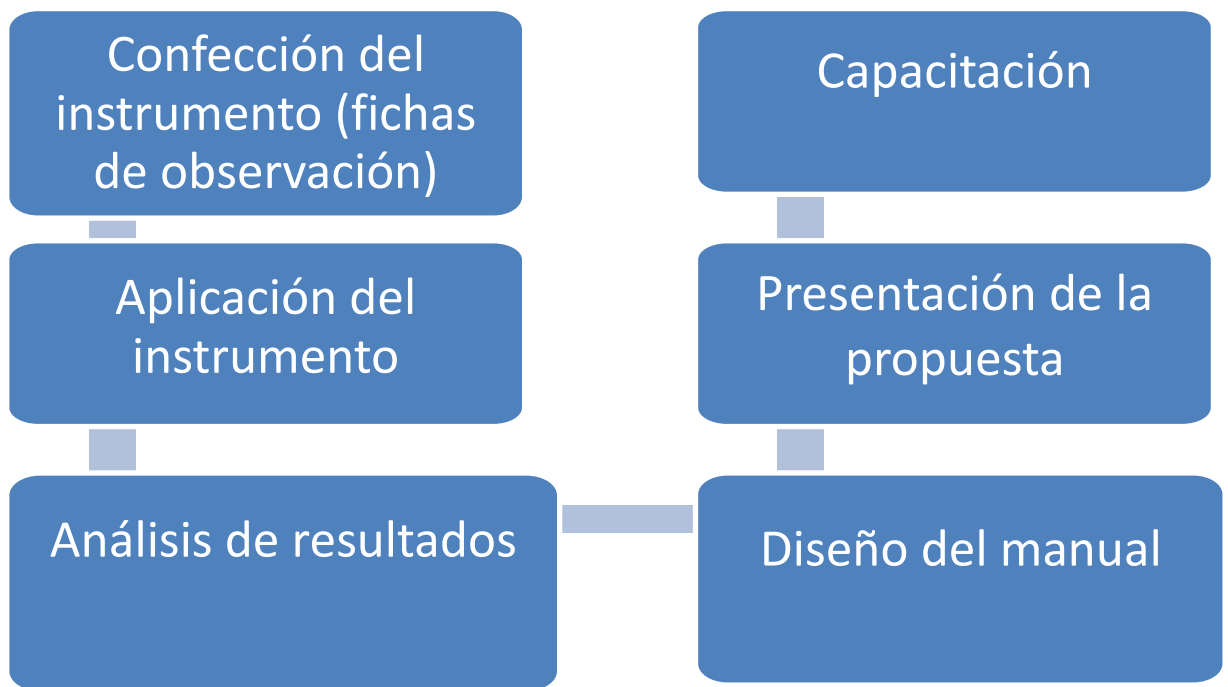 Confección del
instrumento (fichas
de observación)
Aplicación del
instrumento
Análisis de resultados
Diseño del manual
Presentación de la
propuesta
Capacitación